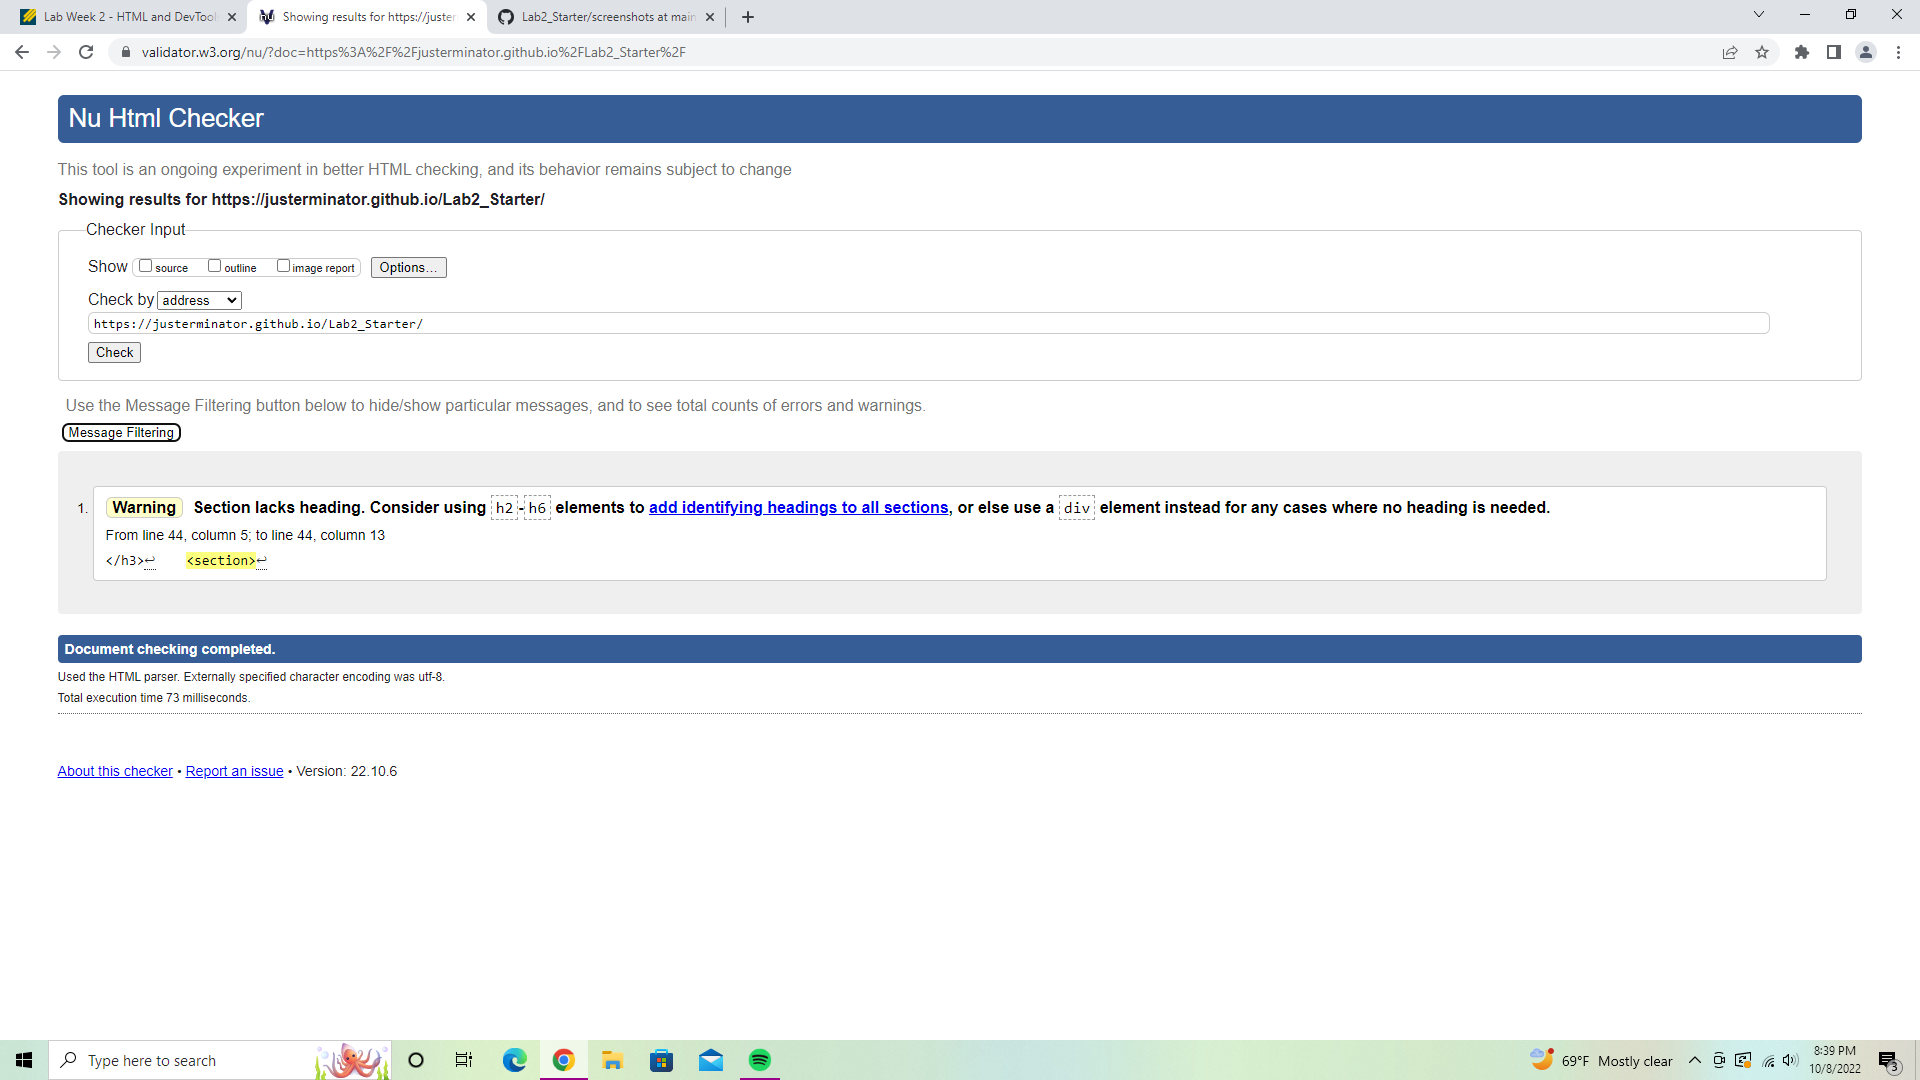 Lab Week 2 - HTML and DevTool
Showing results for https://juster
Lab2_Starter/screenshots at main
validator.w3.org/nu/?doc=https%3A%2F%2Fjusterminator.github.io%2FLab2_Starter%2F
Nu Html Checker
This tool is an ongoing experiment in better HTML checking, and its behavior remains subject to change
Showing results for https://justerminator.github.io/Lab2_Starter/
Checker Input
Show source outline image report Options...
Check by address
https://justerminator.github.io/Lab2_Starter/
Check
Use the Message Filtering button below to hide/show particular messages, and to see total counts of errors and warnings.
Message Filtering
1. Warning Section lacks heading. Consider using h2-h6 elements to add identifying headings to all sections, or else use a div element instead for any cases where no heading is needed.
From line 44, column 5; to line 44, column 13
</h3>↩ <section>↩
Document checking completed.
Used the HTML parser. Externally specified character encoding was utf-8.
Total execution time 73 milliseconds.
About this checker • Report an issue • Version: 22.10.6
Type here to search
69°F Mostly clear
8:39 PM
10/8/2022
3